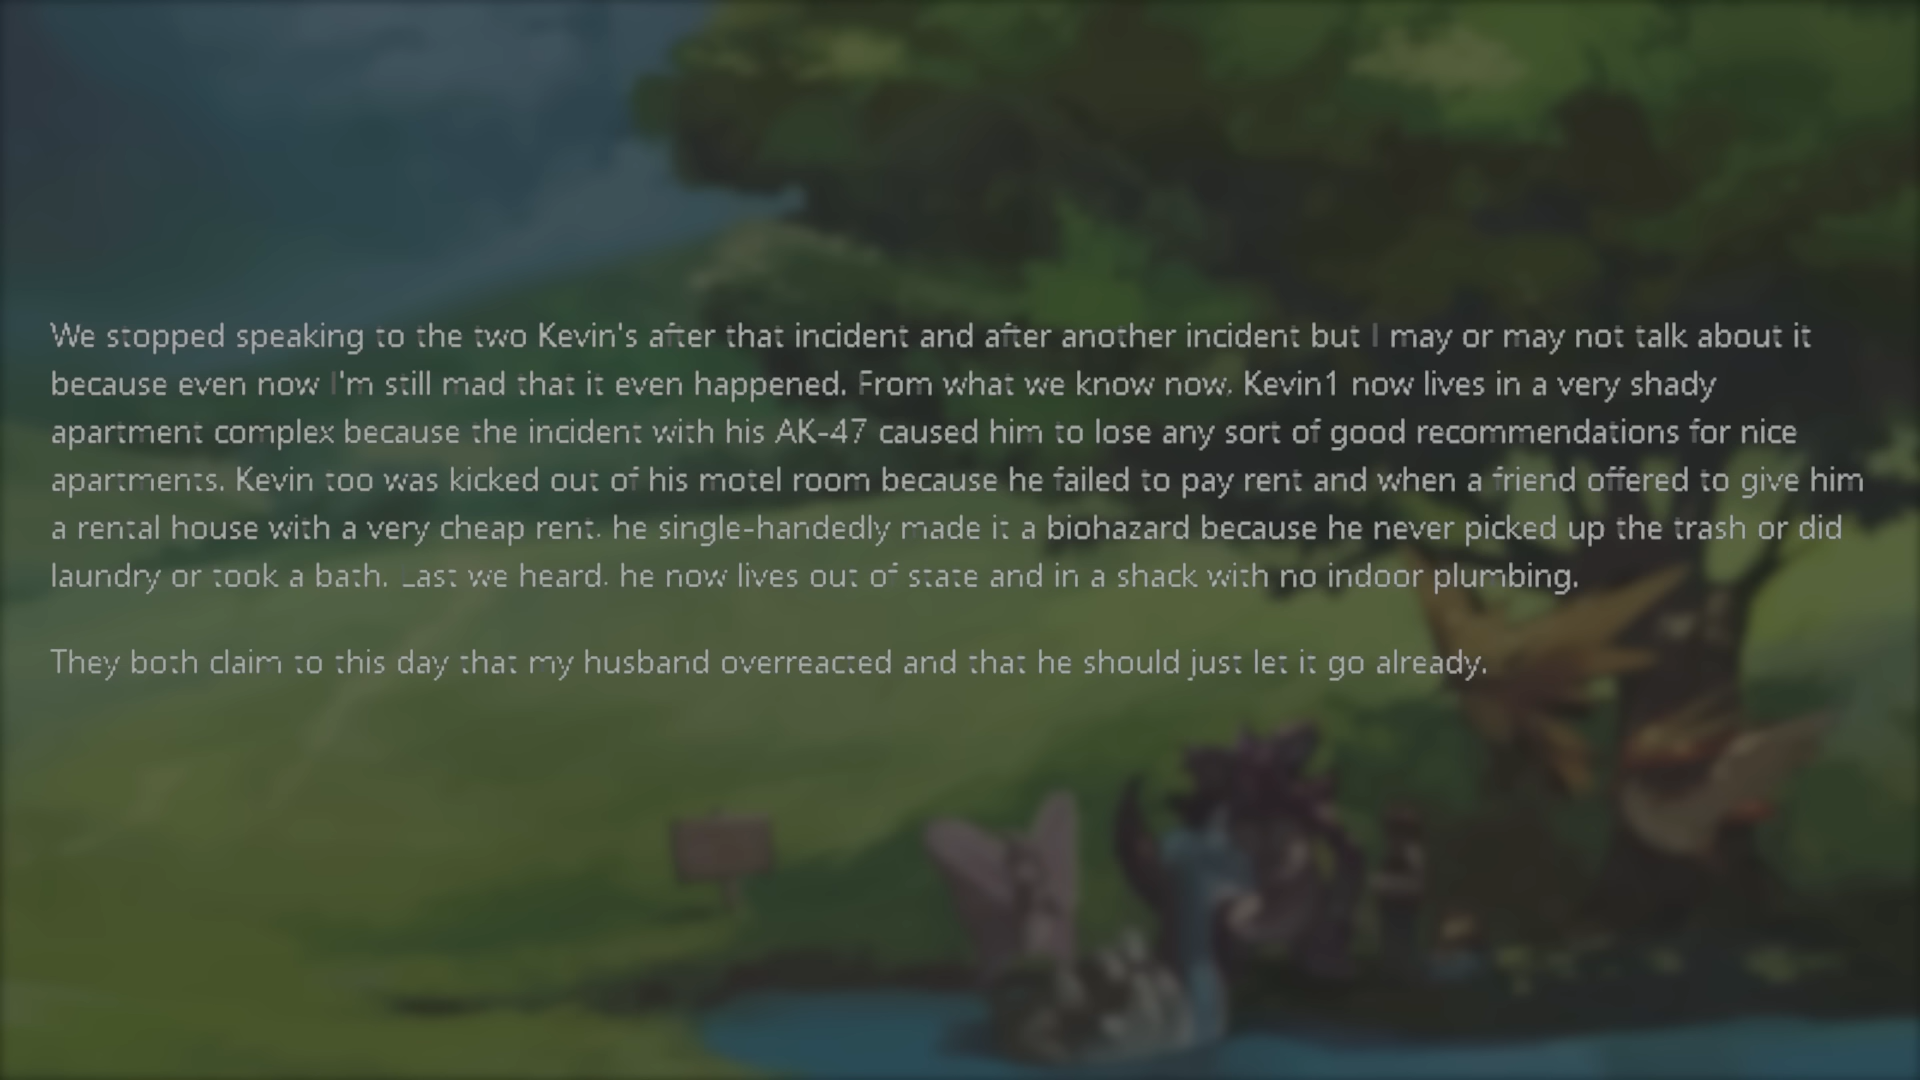 We stopped speaking to the two Kevin's after that incident and after another incident but I may or may not talk about it
because even now I'm still mad that it even happened. From what we know now, Kevin1 now lives in a very shady
apartment complex because the incident with his AK-47 caused him to lose any sort of good recommendations for nice
apartments. Kevin too was kicked out of his motel room because he failed to pay rent and when a friend offered to give him
a rental house with a very cheap rent, he single-handedly made it a biohazard because he never picked up the trash or did
laundry or took a bath. Last we heard, he now lives out of state and in a shack with no indoor plumbing.
They both claim to this day that my husband overreacted and that he should just let it go already.